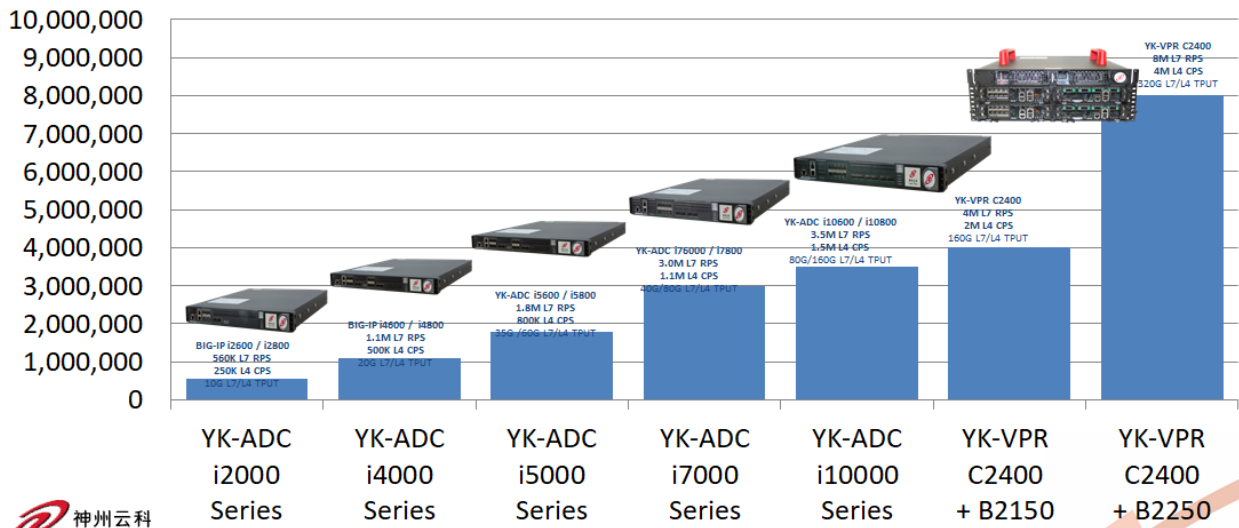 10,000,000
9,000,000
8,000,000
7,000,000
6,000,000
5,000,000
4,000,000
3,000,000
2,000,000
1,000,000
0
BIG-IP i2600 / i2800
560K L7 RPS
250K L4 CPS
10G L7/L4 TPUT
BIG-IP i4600 / i4800
1.1M L7 RPS
500K L4 CPS
20G L7/L4 TPUT
YK-ADC i5600 / i5800
1.8M L7 RPS
800K L4 CPS
35G /60G L7/L4 TPUT
YK-ADC i76000 / i7800
3.0M L7 RPS
1.1M L4 CPS
40G/80G L7/L4 TPUT
YK-ADC i10600 / i10800
3.5M L7 RPS
1.5M L4 CPS
80G/160G L7/L4 TPUT
YK-VPR C2400
4M L7 RPS
2M L4 CPS
160G L7/L4 TPUT
YK-VPR C2400
8M L7 RPS
4M L4 CPS
320G L7/L4 TPUT
YK-ADC
i2000
Series
YK-ADC
i4000
Series
YK-ADC
i5000
Series
YK-ADC
i7000
Series
YK-ADC
i10000
Series
YK-VPR
C2400
+ B2150
YK-VPR
C2400
+ B2250
神州云科